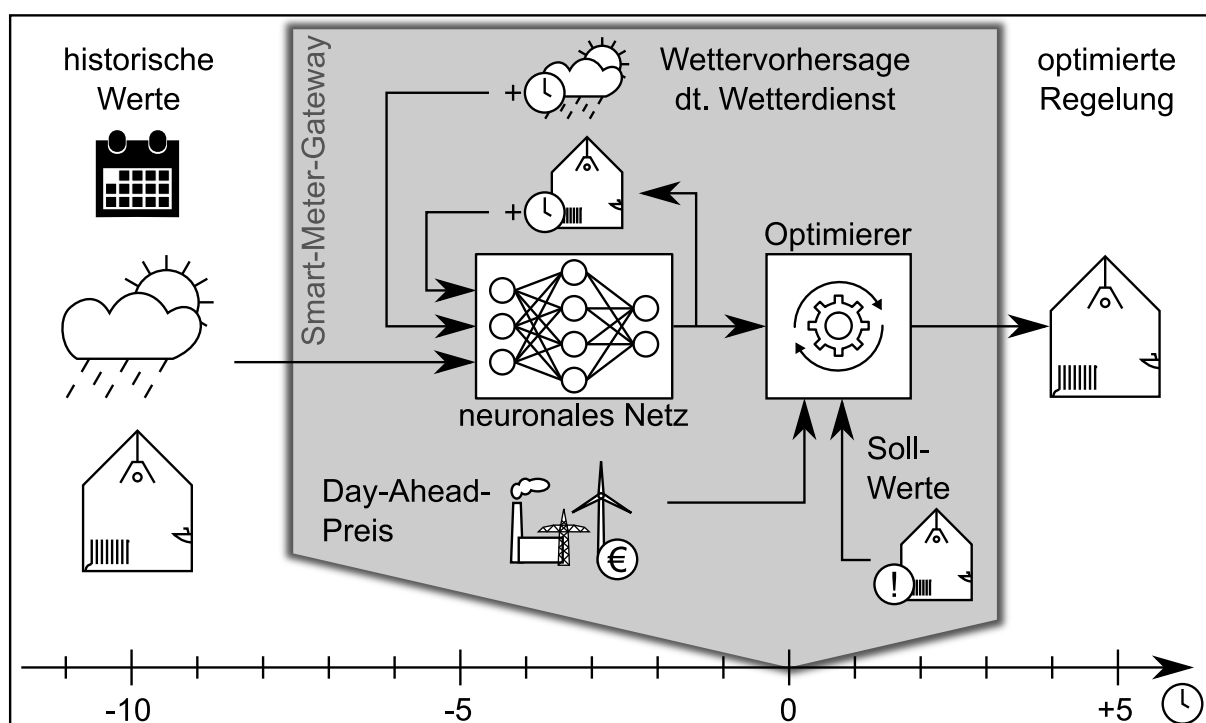 historische
Werte
Smart-Meter-Gateway
+
Wettervorhersage
dt. Wetterdienst
optimierte
Regelung
+
Optimierer
neuronales Netz
Day-Ahead-
Preis
€
Soll-
Werte
!
-10
-5
0
+5